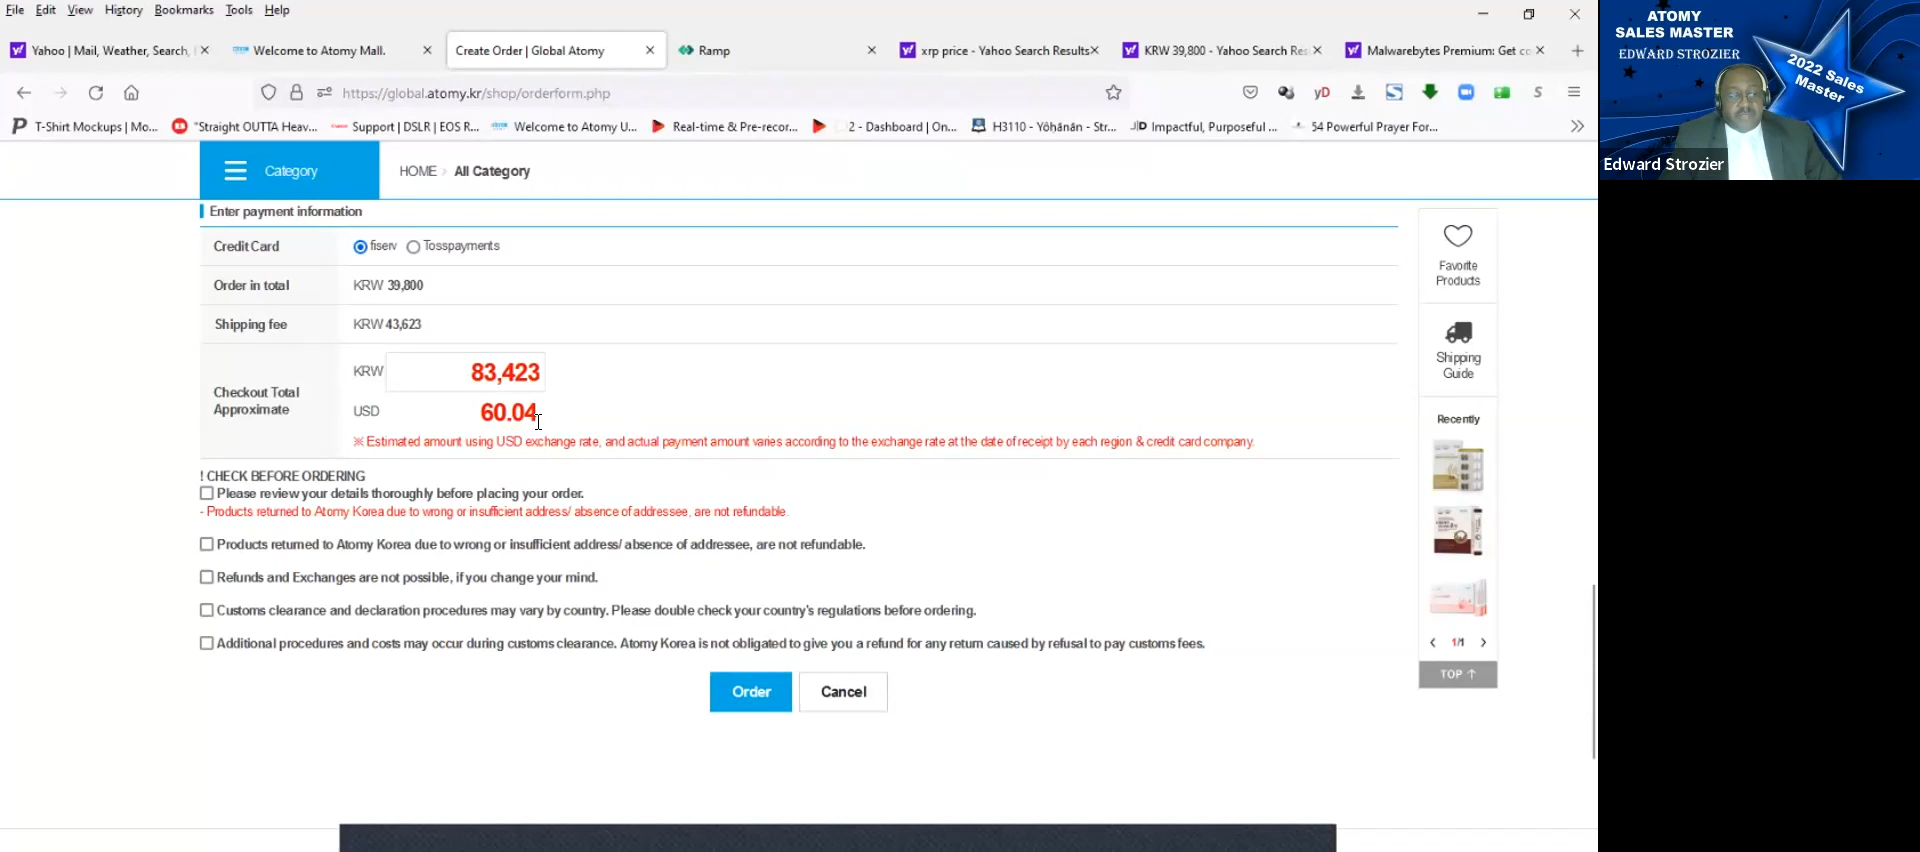 File Edit View History Bookmarks Tools Help
Yahoo | Mail, Weather, Search,
Welcome to Atomy Mall.
Create Order | Global Atomy
Ramp
xrp price - Yahoo Search Results
KRW 39,800 - Yahoo Search Res
Malwarebytes Premium: Get co
https://global.atomy.kr/shop/orderform.php
T-Shirt Mockups | Mo...
"Straight OUTTA Heav...
Support | DSLR | EOS R...
Welcome to Atomy U...
Real-time & Pre-recor...
2 - Dashboard | On...
H3110 - Yôḥānān - Str...
Impactful, Purposeful ...
54 Powerful Prayer For...
Category
HOME > All Category
Enter payment information
Credit Card fiserv Tosspayments
Order in total KRW 39,800
Shipping fee KRW 43,623
Checkout Total
Approximate
KRW 83,423
USD 60.04
※ Estimated amount using USD exchange rate, and actual payment amount varies according to the exchange rate at the date of receipt by each region & credit card company.
! CHECK BEFORE ORDERING
Please review your details thoroughly before placing your order.
- Products returned to Atomy Korea due to wrong or insufficient address/ absence of addressee, are not refundable.
Products returned to Atomy Korea due to wrong or insufficient address/ absence of addressee, are not refundable.
Refunds and Exchanges are not possible, if you change your mind.
Customs clearance and declaration procedures may vary by country. Please double check your country's regulations before ordering.
Additional procedures and costs may occur during customs clearance. Atomy Korea is not obligated to give you a refund for any return caused by refusal to pay customs fees.
Order Cancel
Favorite
Products
Shipping
Guide
Recently
< 1/1 >
TOP ↑
ATOMY
SALES MASTER
EDWARD STROZIER
2022 Sales
Master
Edward Strozier